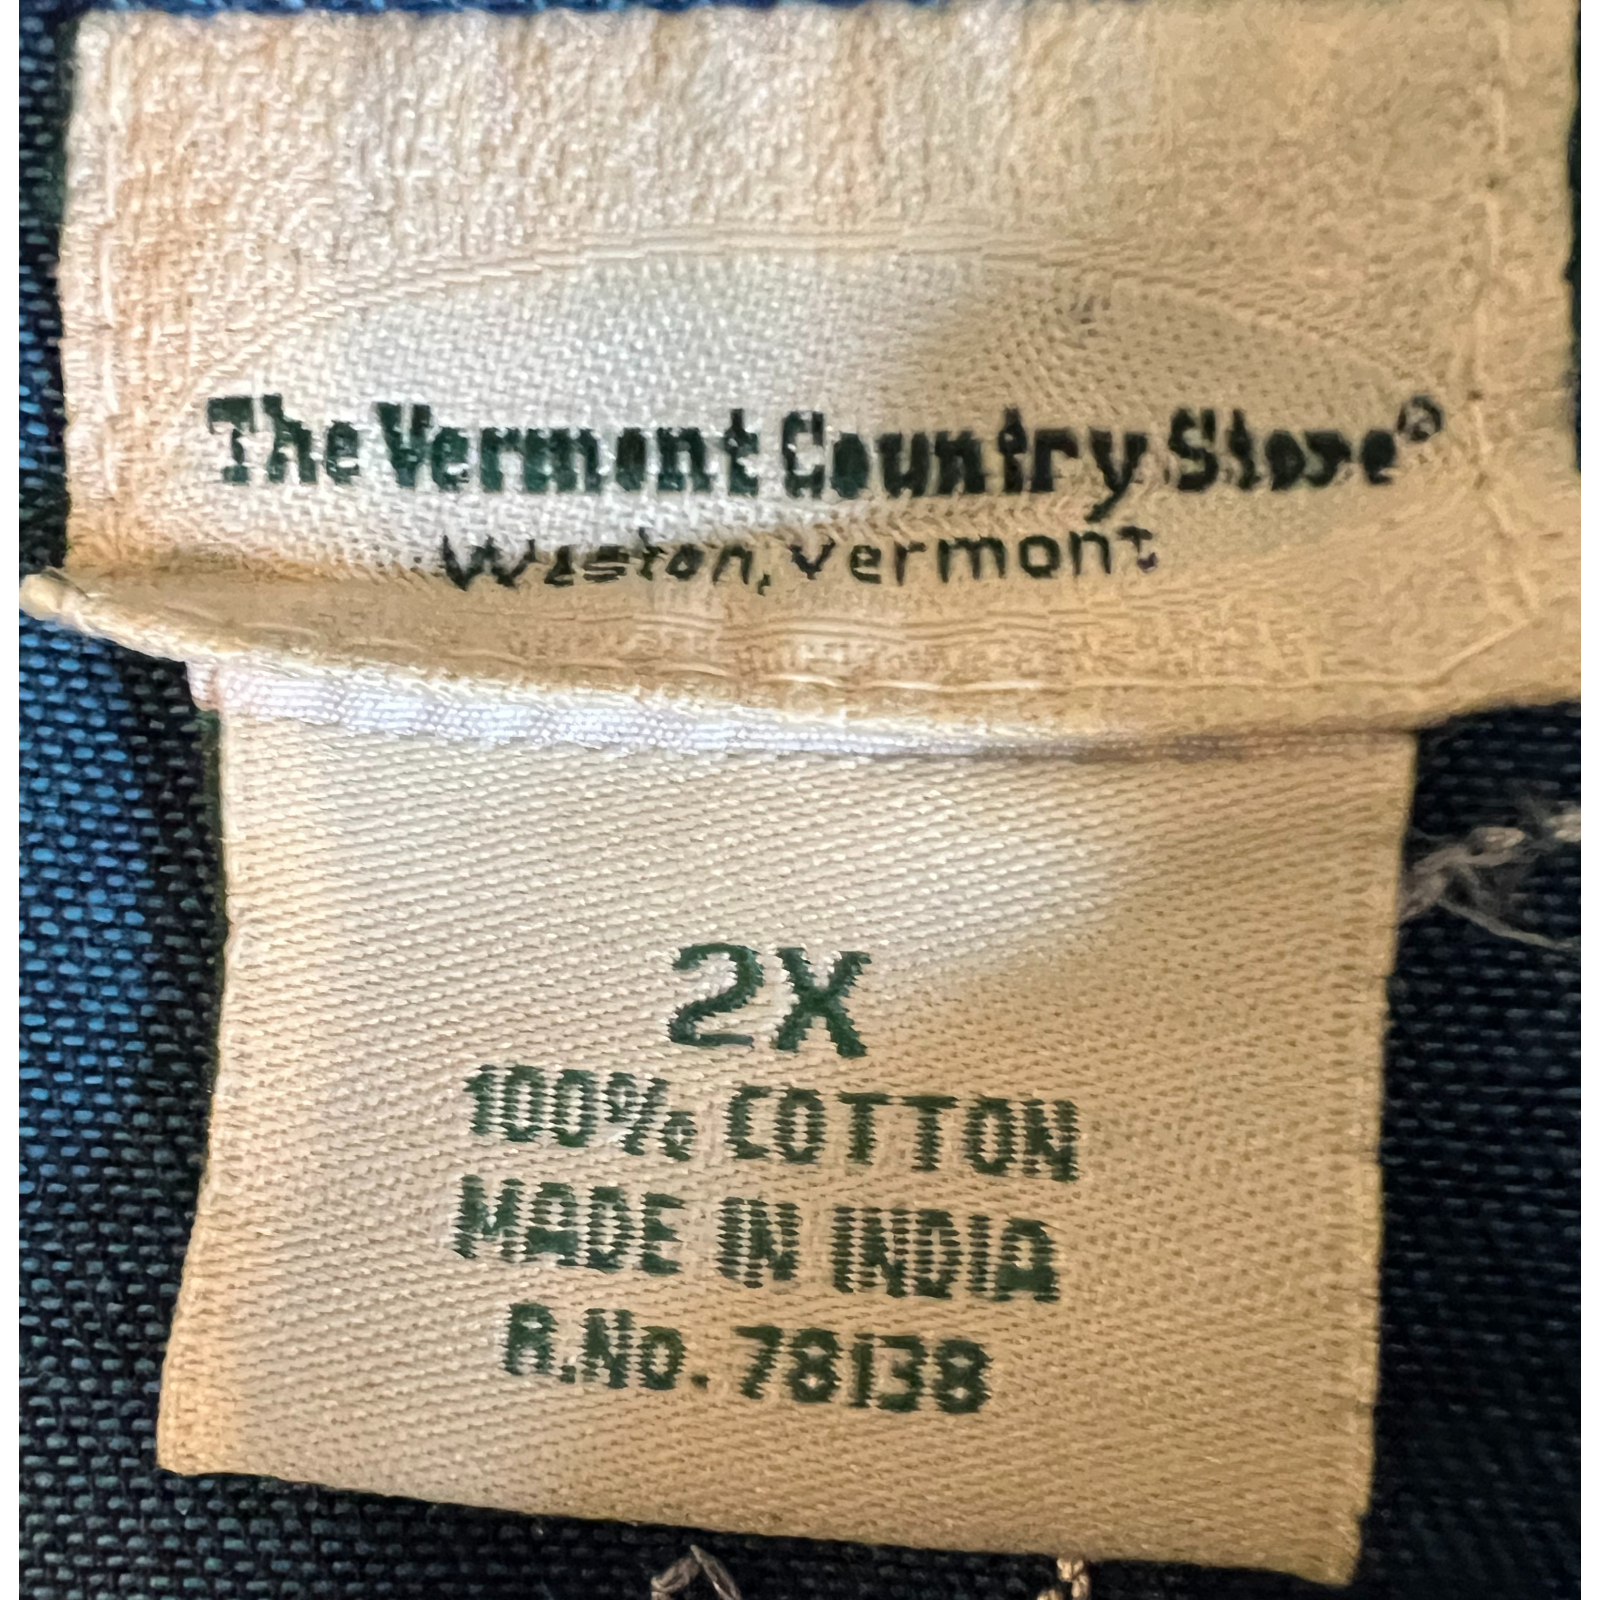 The Vermont Country Store®
Weston, Vermont
2X
100% COTTON
MADE IN INDIA
R.No. 78138